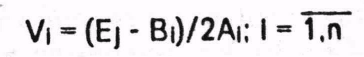 Vᵢ = (Eⱼ - Bᵢ)/2Aᵢ; I = 1,n